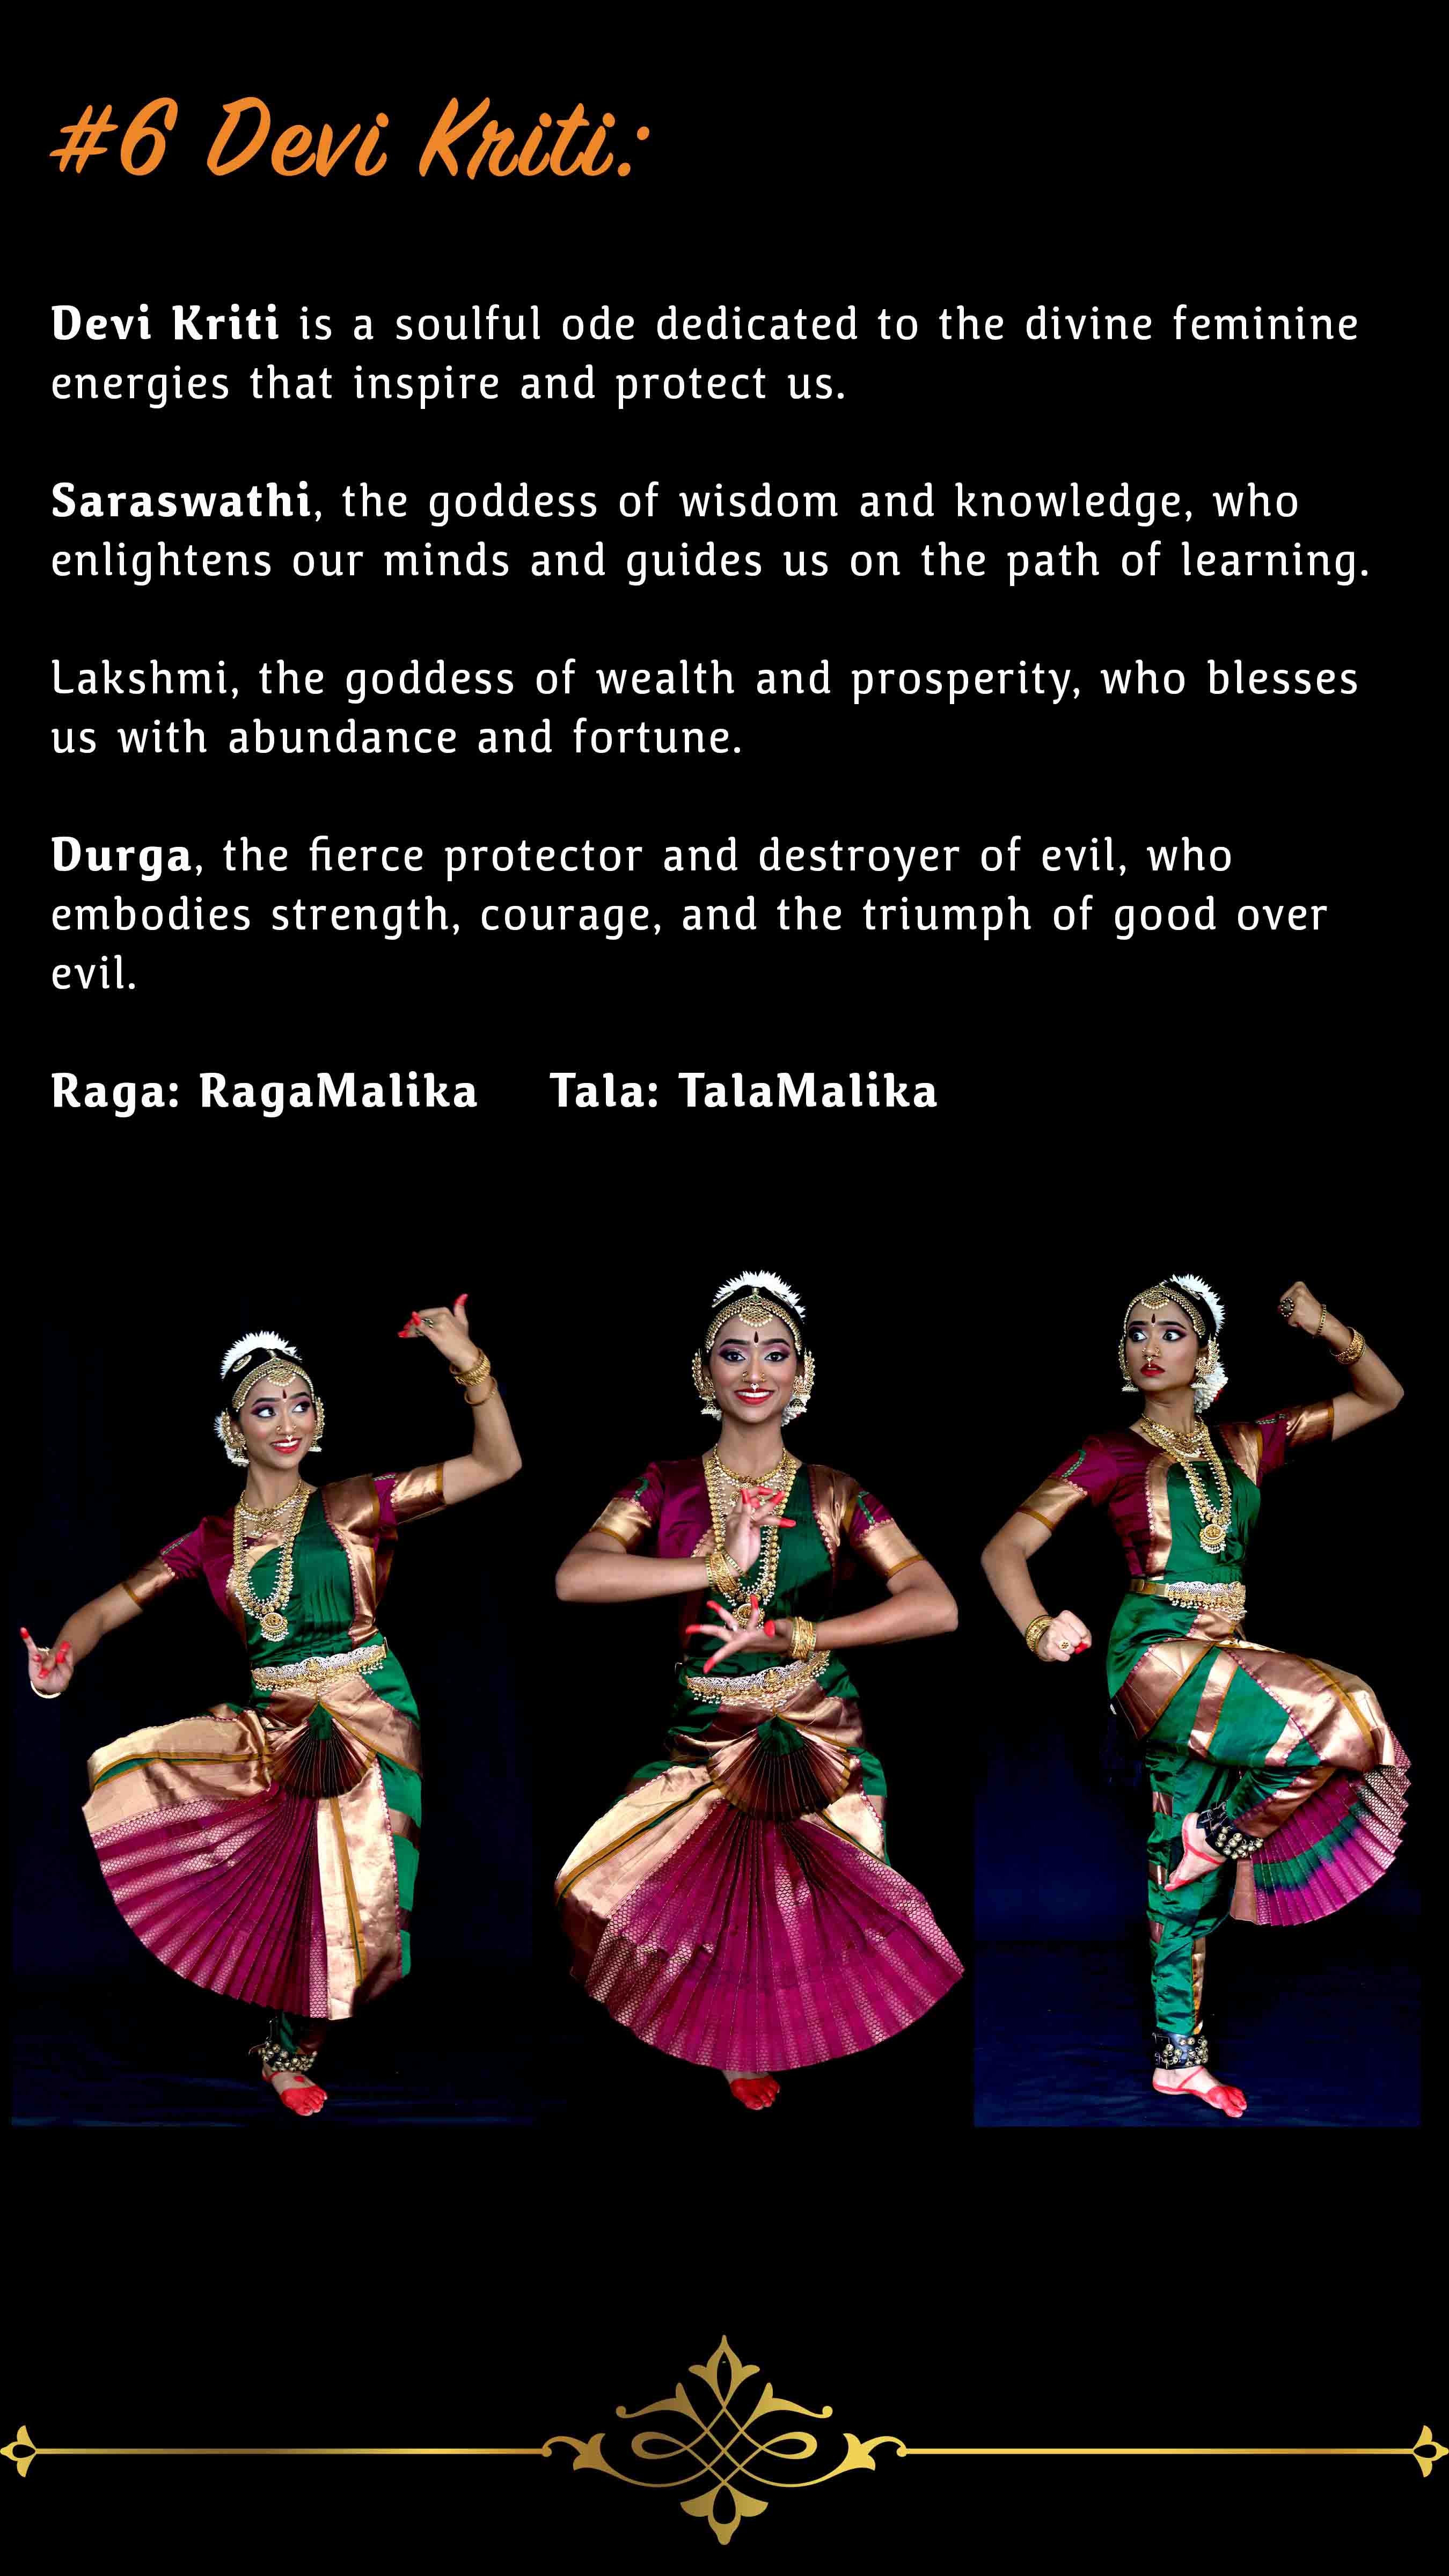 #6 Devi Kriti:
Devi Kriti is a soulful ode dedicated to the divine feminine
energies that inspire and protect us.
Saraswathi, the goddess of wisdom and knowledge, who
enlightens our minds and guides us on the path of learning.
Lakshmi, the goddess of wealth and prosperity, who blesses
us with abundance and fortune.
Durga, the fierce protector and destroyer of evil, who
embodies strength, courage, and the triumph of good over
evil.
Raga: RagaMalika Tala: TalaMalika